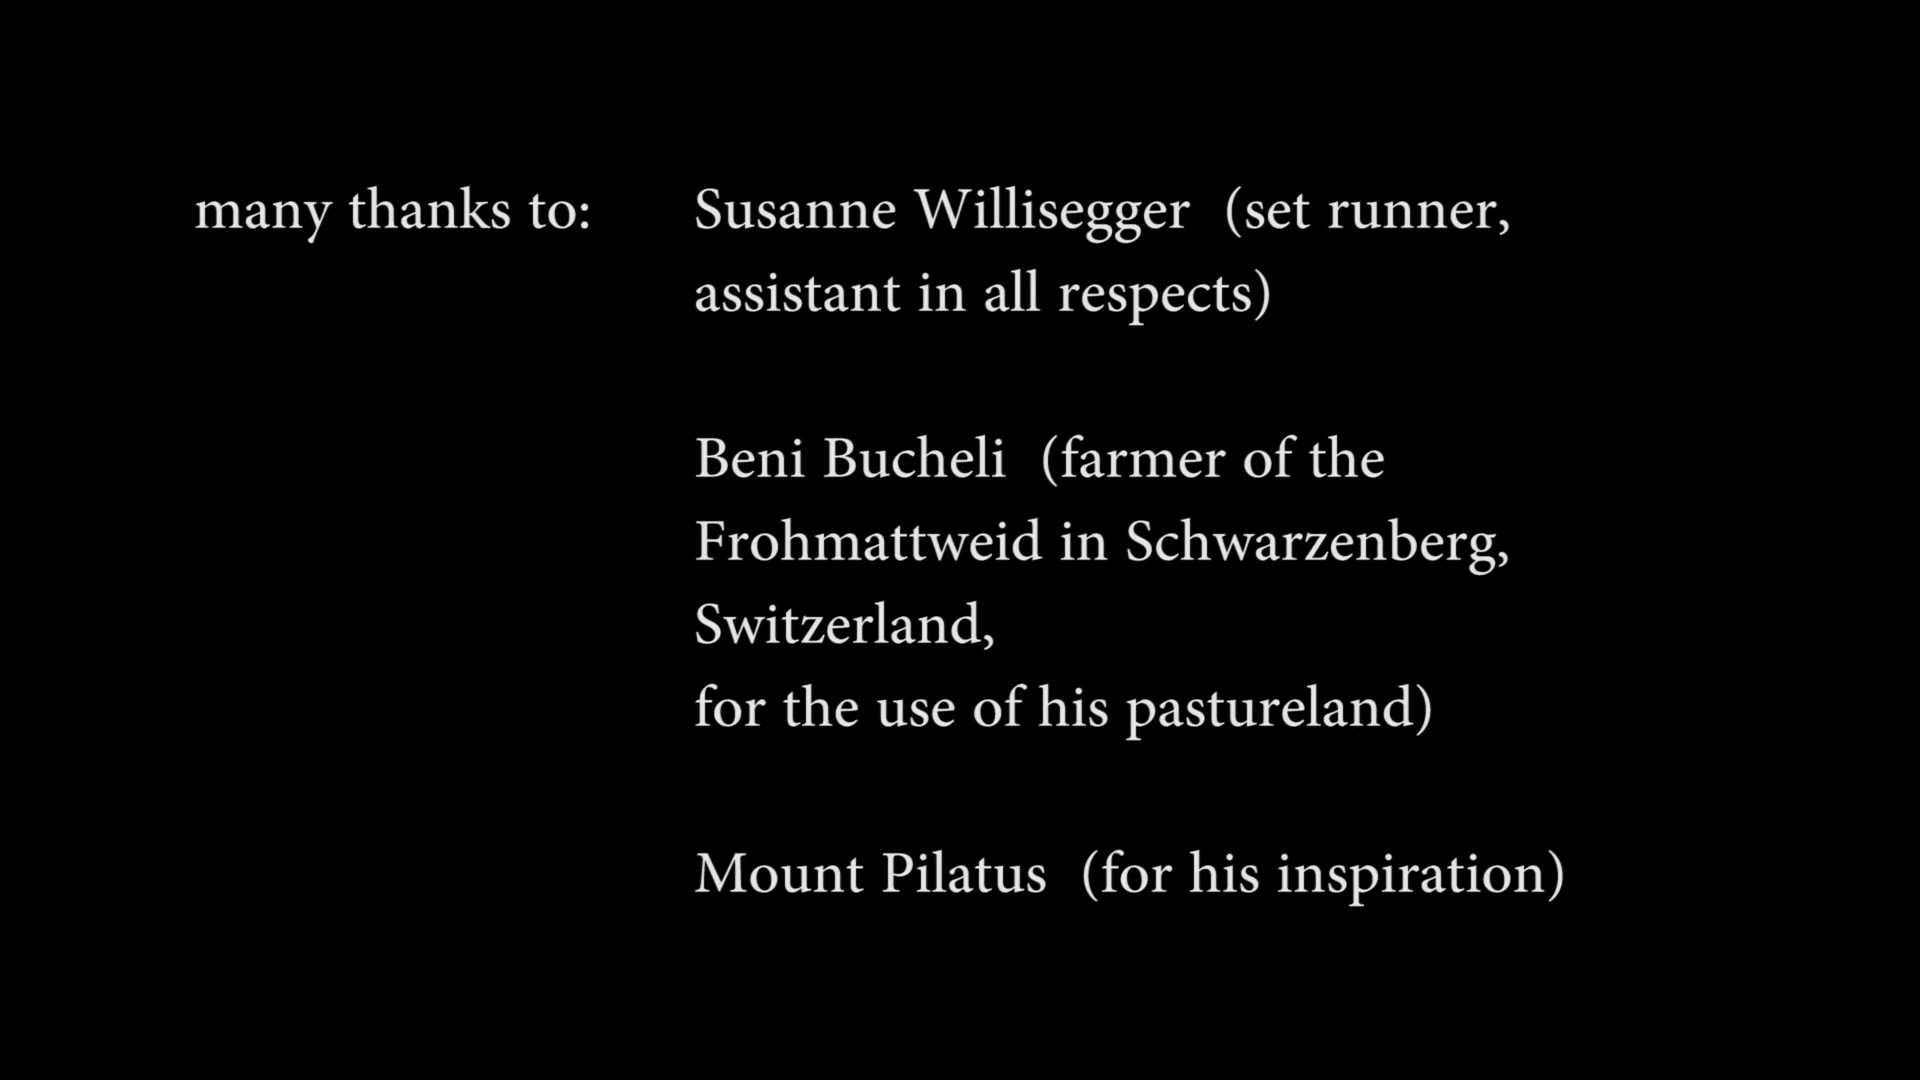 many thanks to: Susanne Willisegger (set runner,
assistant in all respects)
Beni Bucheli (farmer of the
Frohmattweid in Schwarzenberg,
Switzerland,
for the use of his pastureland)
Mount Pilatus (for his inspiration)